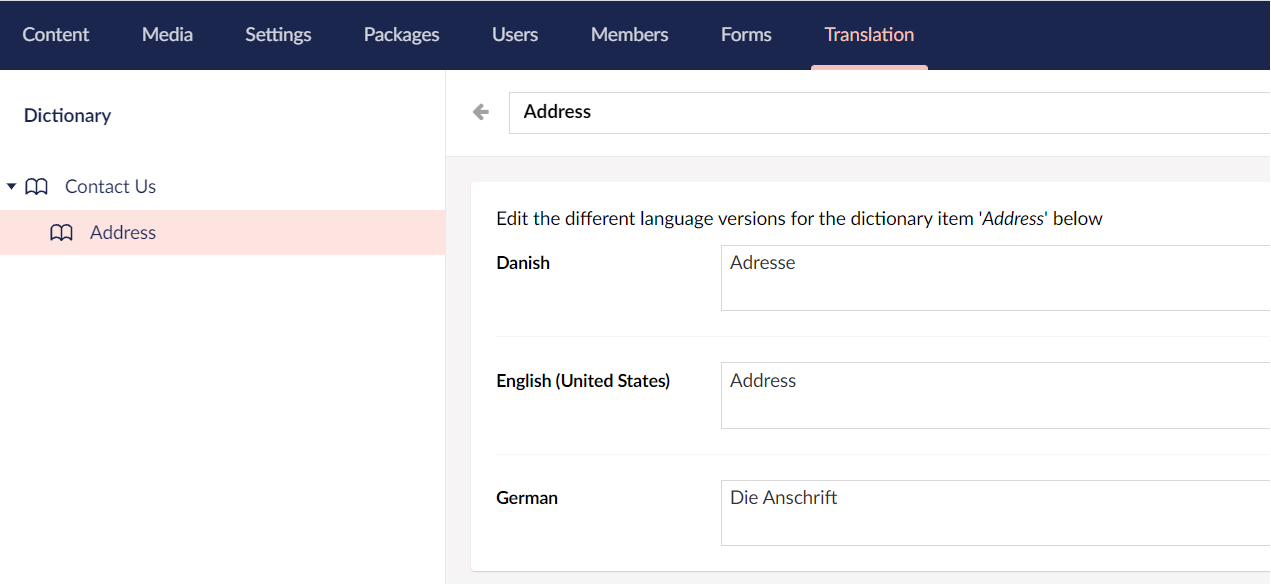 Content Media Settings Packages Users Members Forms Translation
Dictionary
Contact Us
Address
Address
Edit the different language versions for the dictionary item 'Address' below
Danish
Adresse
English (United States)
Address
German
Die Anschrift